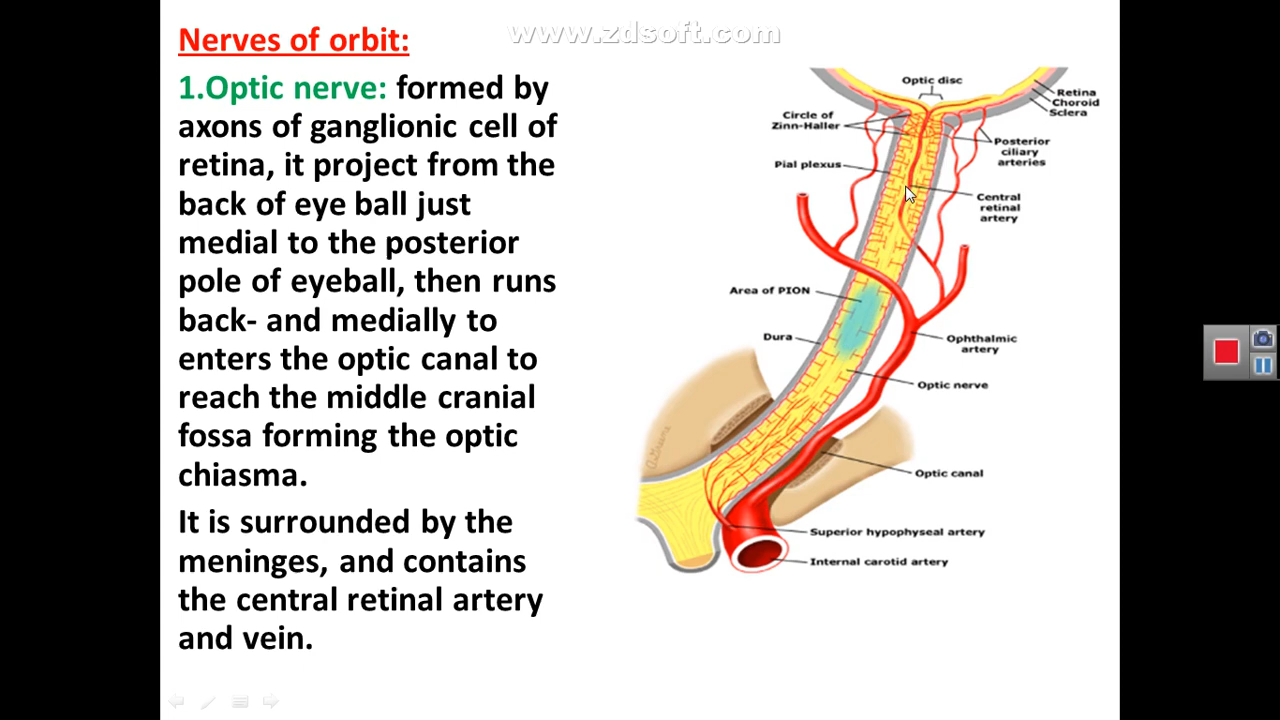 www.zdsoft.com
Nerves of orbit:
1.Optic nerve: formed by
axons of ganglionic cell of
retina, it project from the
back of eye ball just
medial to the posterior
pole of eyeball, then runs
back- and medially to
enters the optic canal to
reach the middle cranial
fossa forming the optic
chiasma.
It is surrounded by the
meninges, and contains
the central retinal artery
and vein.
Optic disc
Retina
Choroid
Sclera
Circle of
Zinn-Haller
Posterior
ciliary
arteries
Pial plexus
Central
retinal
artery
Area of PION
Dura
Ophthalmic
artery
Optic nerve
Optic canal
Superior hypophyseal artery
Internal carotid artery